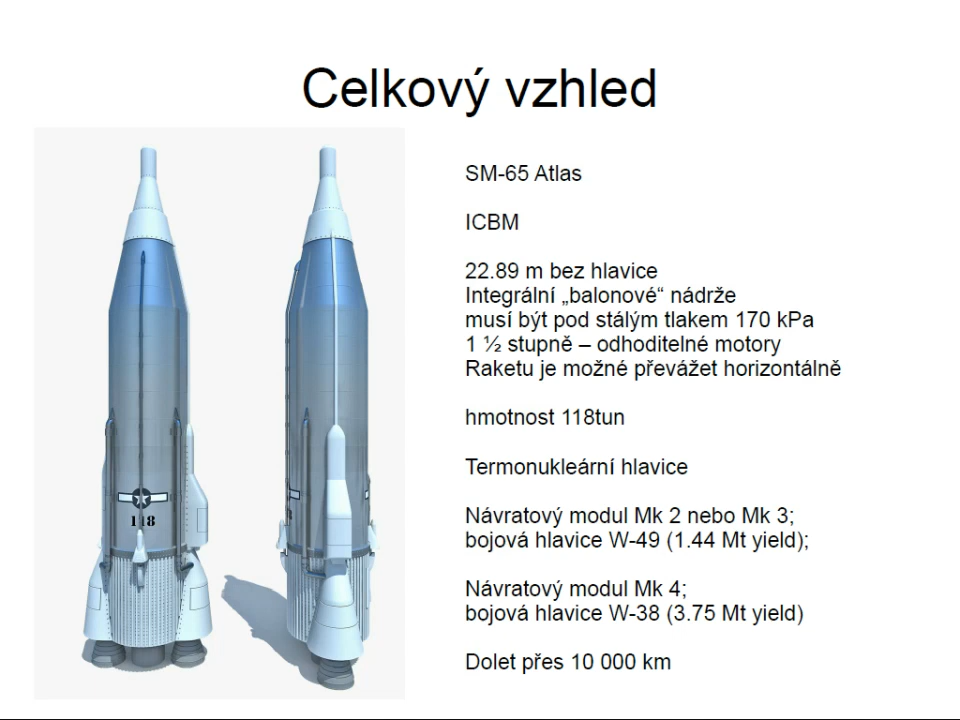 Celkový vzhled
SM-65 Atlas
ICBM
22.89 m bez hlavice
Integrální „balonové“ nádrže
musí být pod stálým tlakem 170 kPa
1 ½ stupně – odhoditelné motory
Raketu je možné převážet horizontálně
hmotnost 118tun
Termonukleární hlavice
Návratový modul Mk 2 nebo Mk 3;
bojová hlavice W-49 (1.44 Mt yield);
Návratový modul Mk 4;
bojová hlavice W-38 (3.75 Mt yield)
Dolet přes 10 000 km
118